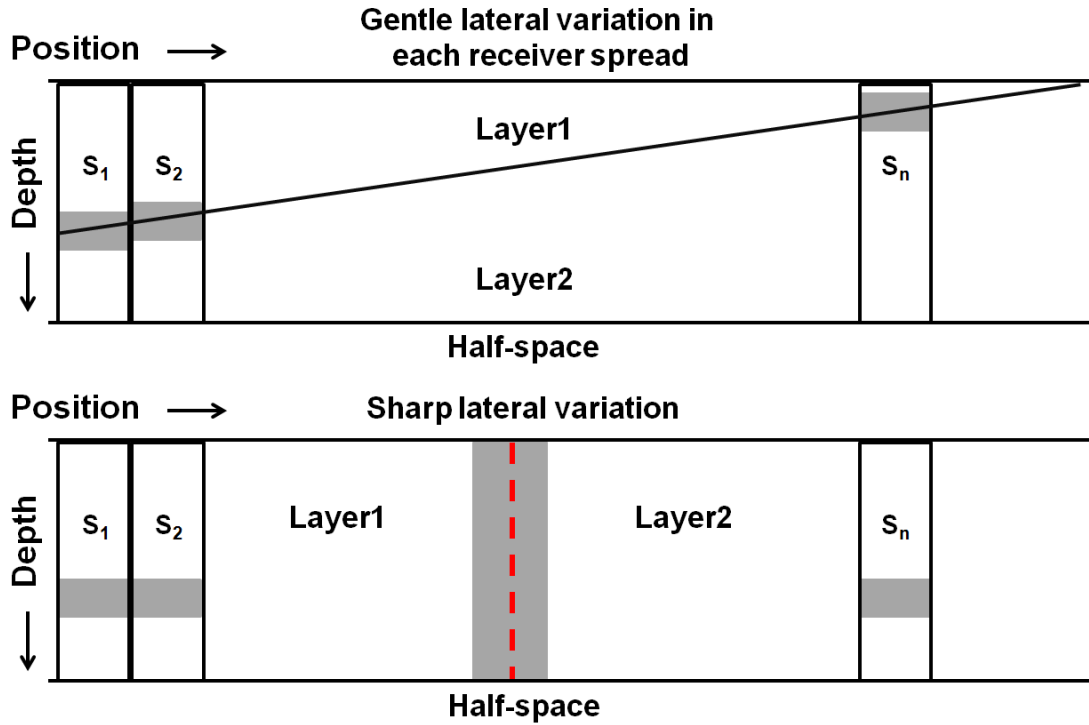 Gentle lateral variation in
each receiver spread
Position
Depth
S1
S2
Layer1
Sn
Layer2
Half-space
Position
Sharp lateral variation
Depth
S1
S2
Layer1
Layer2
Sn
Half-space